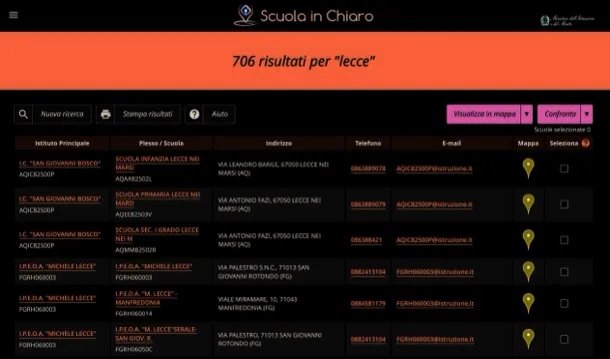 Scuola in Chiaro
Ministero dell'Istruzione
e del Merito
706 risultati per "lecce"
Nuova ricerca
Stampa risultati
Aiuto
Visualizza in mappa
Confronta
Scuole selezionate 0
Istituto Principale Plesso / Scuola Indirizzo Telefono E-mail Mappa Seleziona
I.C. "SAN GIOVANNI BOSCO"
AQIC82500P
SCUOLA INFANZIA LECCE NEI
MARSI
AQAA82502L
VIA LEANDRO BARILE, 67050 LECCE NEI
MARSI (AQ)
0863889078
AQIC82500P@istruzione.it
I.C. "SAN GIOVANNI BOSCO"
AQIC82500P
SCUOLA PRIMARIA LECCE NEI
MARSI
AQEE82503V
VIA ANTONIO FAZI, 67050 LECCE NEI
MARSI (AQ)
0863889079
AQIC82500P@istruzione.it
I.C. "SAN GIOVANNI BOSCO"
AQIC82500P
SCUOLA SEC. I GRADO LECCE
NEI M
AQMM82502R
VIA ANTONIO FAZI, 67050 LECCE NEI
MARSI (AQ)
086388421
AQIC82500P@istruzione.it
I.P.E.O.A. "MICHELE LECCE"
FGRH060003
I.P.E.O.A. "MICHELE LECCE"
FGRH060003
VIA PALESTRO S.N.C., 71013 SAN
GIOVANNI ROTONDO (FG)
0882413104
FGRH060003@istruzione.it
I.P.E.O.A. "MICHELE LECCE"
FGRH060003
I.P.E.O.A. "M. LECCE" -
MANFREDONIA
FGRH060014
VIALE MIRAMARE, 10, 71043
MANFREDONIA (FG)
0884581179
FGRH060003@istruzione.it
I.P.E.O.A. "MICHELE LECCE"
FGRH060003
I.P.E.O.A. "M. LECCE"SERALE-
SAN GIOV. R
FGRH06050C
VIA PALESTRO, 71013 SAN GIOVANNI
ROTONDO (FG)
0882413104
FGRH060003@istruzione.it